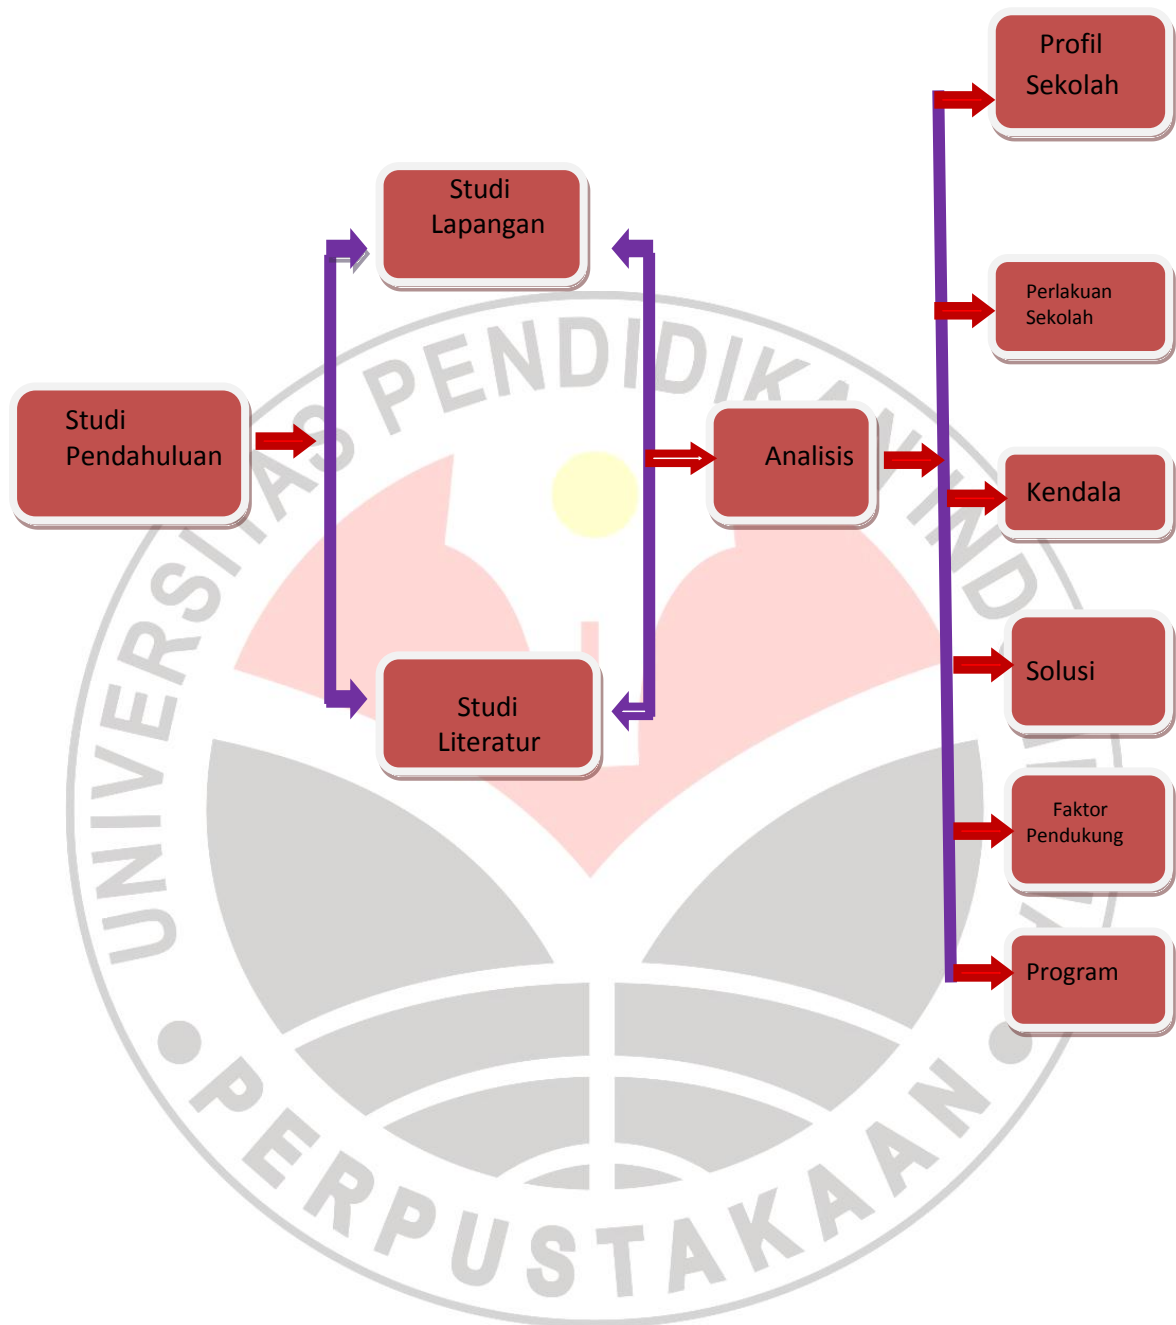 Profil
Sekolah
Studi
Lapangan
Perlakuan
Sekolah
Studi
Pendahuluan
Analisis
Kendala
Studi
Literatur
Solusi
Faktor
Pendukung
Program
UNIVERSITAS PENDIDIKAN INDONESIA
PERPUSTAKAAN